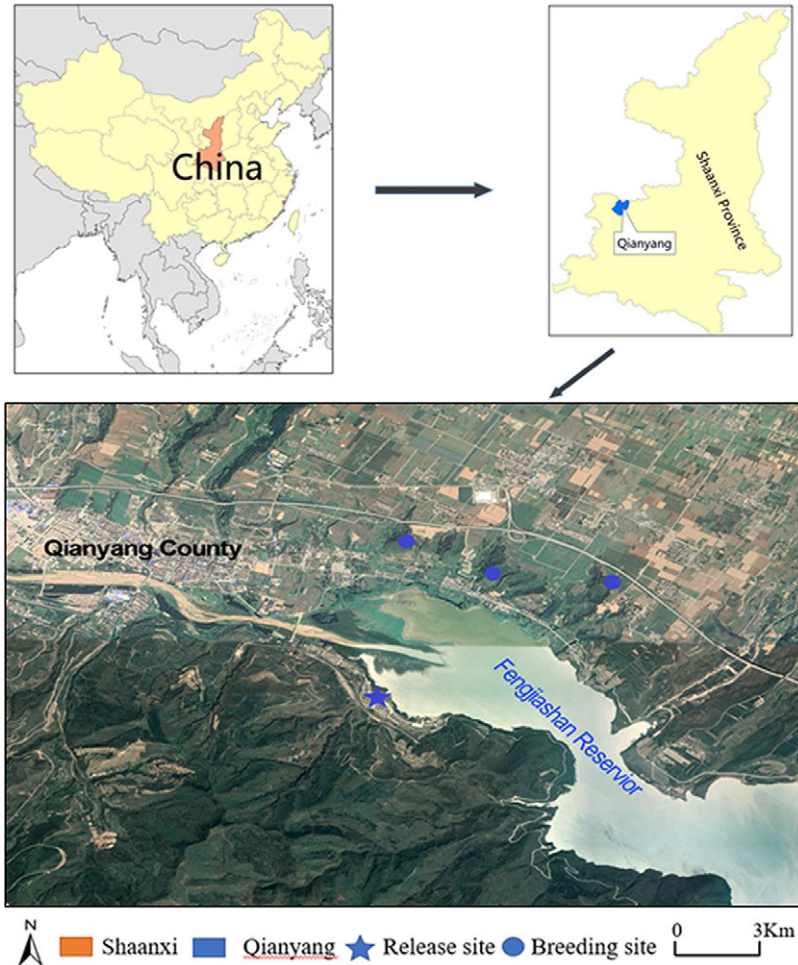 China
Shaanxi Province
Qianyang
Qianyang County
Fengjiashan Reservior
N
Shaanxi
Qianyang
Release site
Breeding site
0 3Km